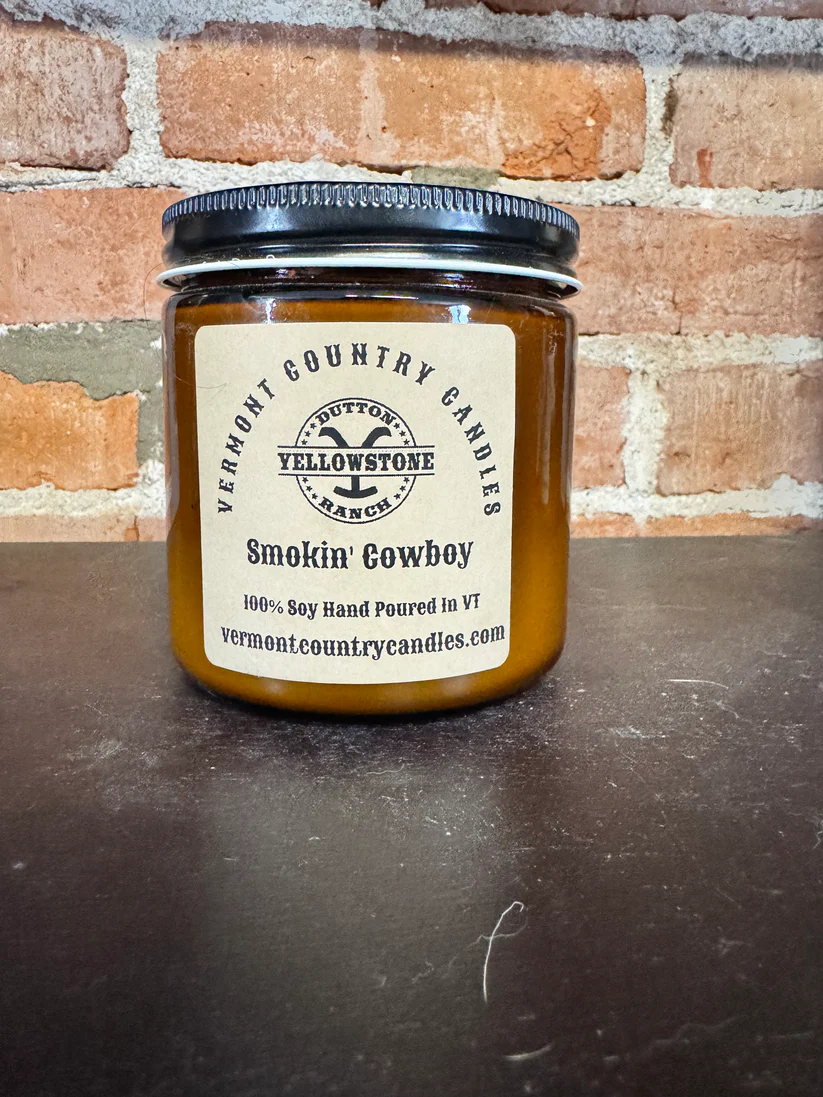 VERMONT COUNTRY CANDLES
DUTTON
YELLOWSTONE
RANCH
Smokin' Cowboy
100% Soy Hand Poured In VT
vermontcountrycandles.com